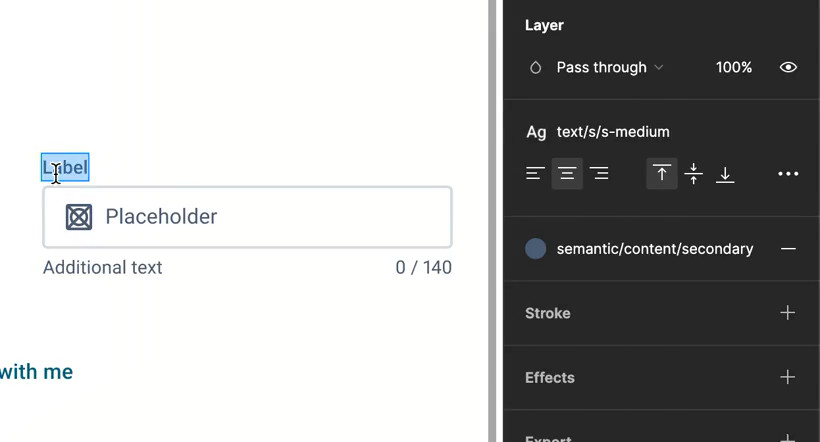 Label
Placeholder
Additional text
0 / 140
with me
Layer
Pass through
100%
Ag text/s/s-medium
semantic/content/secondary
Stroke
Effects
Export